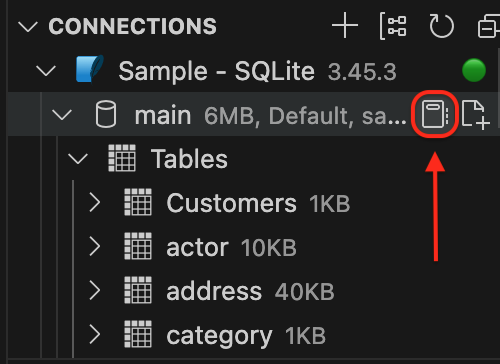 CONNECTIONS
Sample - SQLite 3.45.3
main 6MB, Default, sa...
Tables
Customers 1KB
actor 10KB
address 40KB
category 1KB